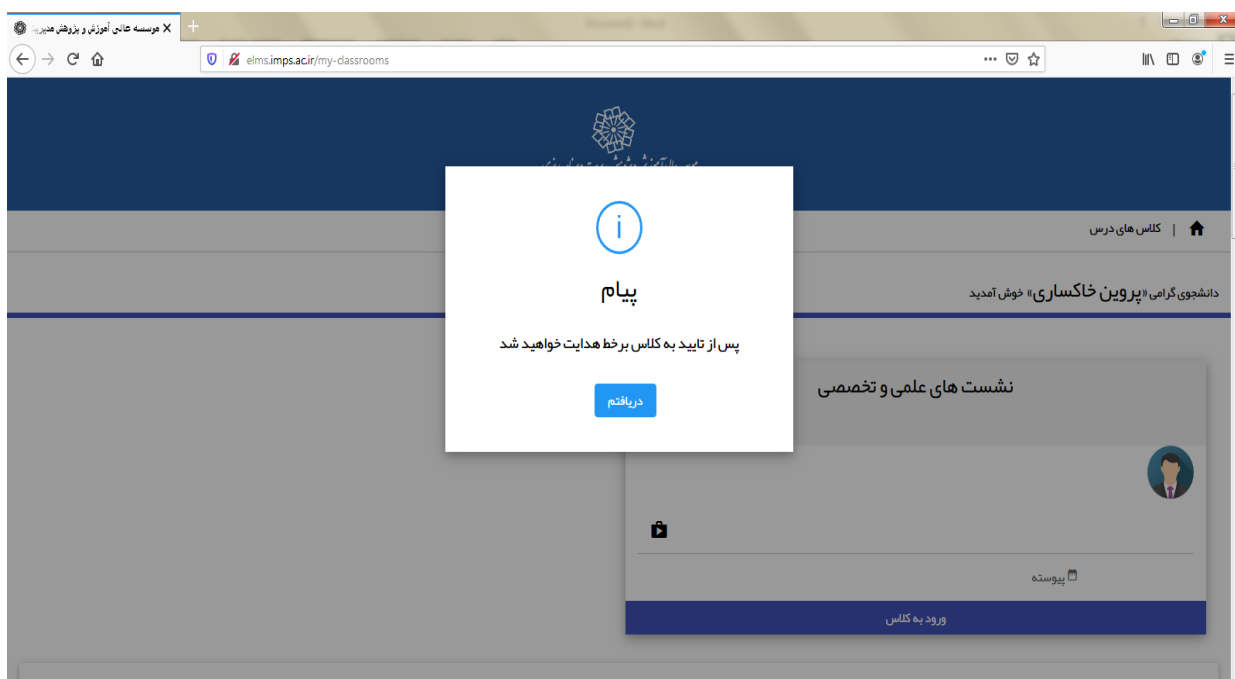 موسسه عالی آموزش و پژوهش مدیریـ
elms.imps.ac.ir/my-classrooms
کلاس های درس
دانشجوی گرامی «پروین خاکساری» خوش آمدید
i
پیام
پس از تایید به کلاس برخط هدایت خواهید شد
دریافتم
نشست های علمی و تخصصی
پیوسته
ورود به کلاس